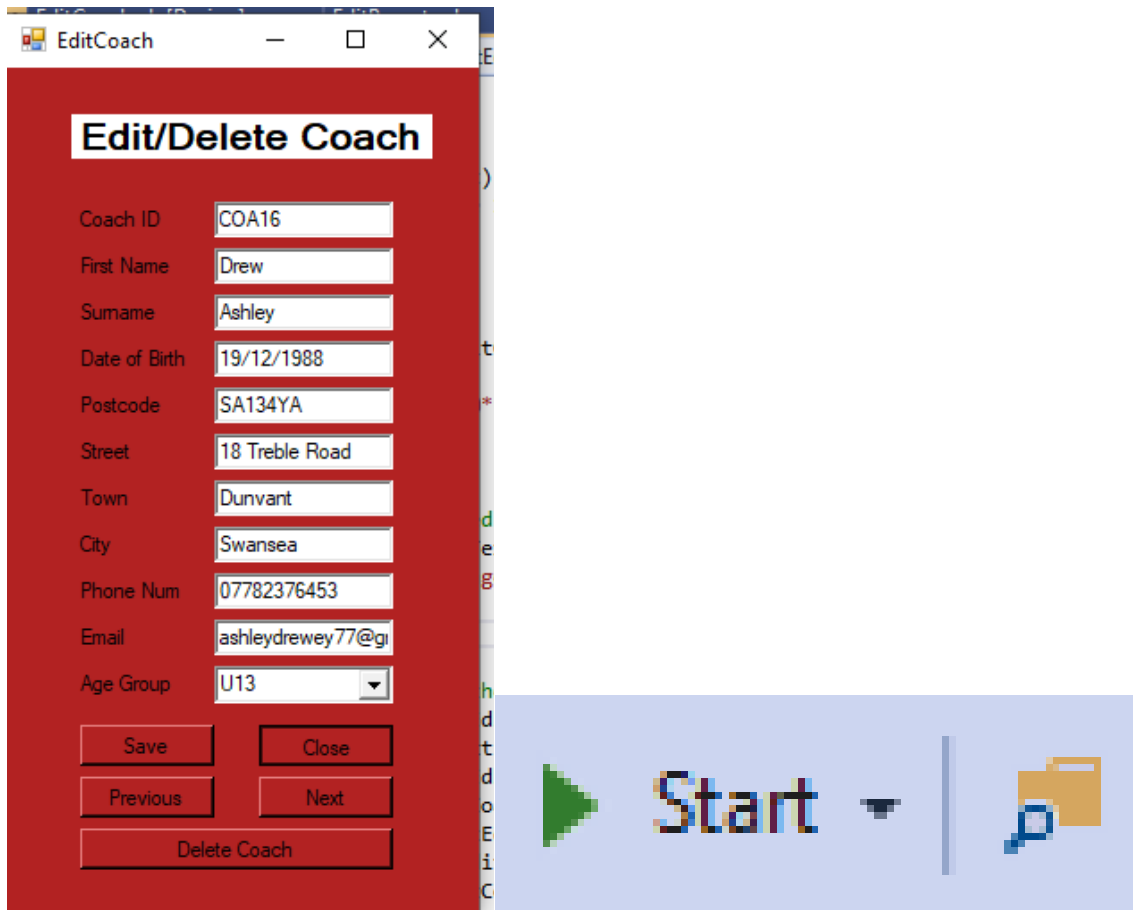 EditCoach
Edit/Delete Coach
Coach ID COA16
First Name Drew
Surname Ashley
Date of Birth 19/12/1988
Postcode SA134YA
Street 18 Treble Road
Town Dunvant
City Swansea
Phone Num 07782376453
Email
Age Group U13
Save Close
Previous Next
Delete Coach
Start